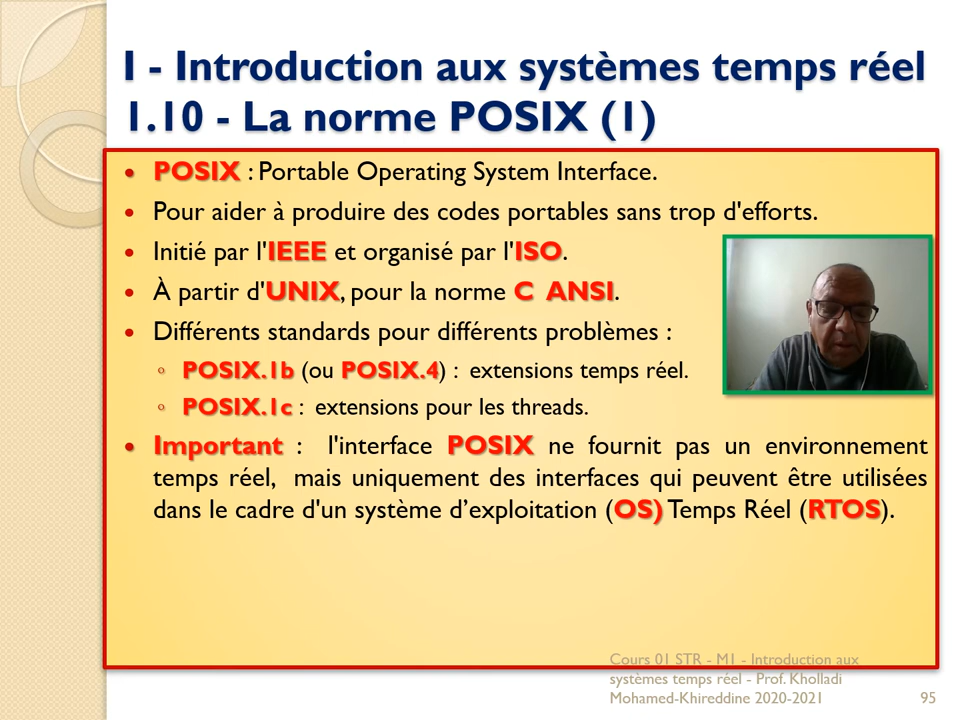 I - Introduction aux systèmes temps réel
1.10 - La norme POSIX (1)
• POSIX : Portable Operating System Interface.
• Pour aider à produire des codes portables sans trop d'efforts.
• Initié par l'IEEE et organisé par l'ISO.
• À partir d'UNIX, pour la norme C ANSI.
• Différents standards pour différents problèmes :
◦ POSIX.1b (ou POSIX.4) : extensions temps réel.
◦ POSIX.1c : extensions pour les threads.
• Important : l'interface POSIX ne fournit pas un environnement
temps réel, mais uniquement des interfaces qui peuvent être utilisées
dans le cadre d'un système d’exploitation (OS) Temps Réel (RTOS).
Cours 01 STR - M1 - Introduction aux
systèmes temps réel - Prof. Kholladi
Mohamed-Khireddine 2020-2021
95